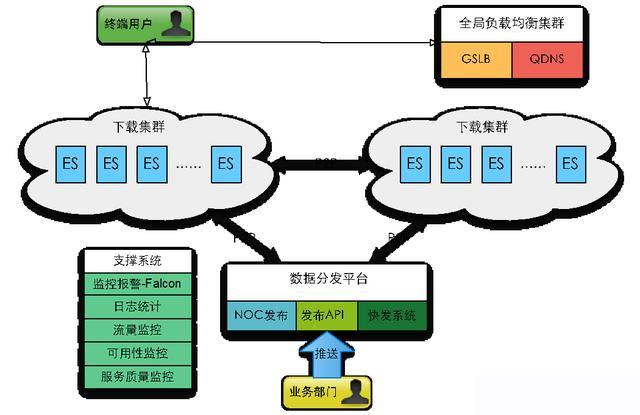 终端用户
全局负载均衡集群
GSLB
QDNS
下载集群
ES
ES
ES
......
ES
下载集群
ES
ES
ES
......
ES
支撑系统
监控报警-Falcon
日志统计
流量监控
可用性监控
服务质量监控
数据分发平台
NOC发布
发布API
快发系统
推送
业务部门